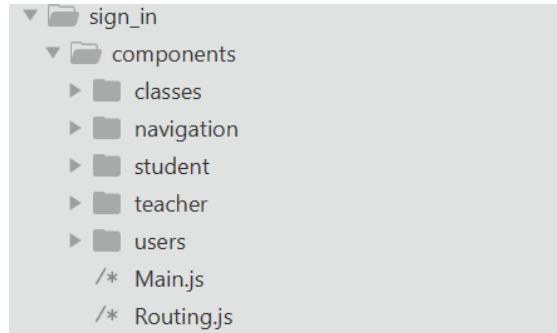 sign_in
components
classes
navigation
student
teacher
users
/* Main.js
/* Routing.js